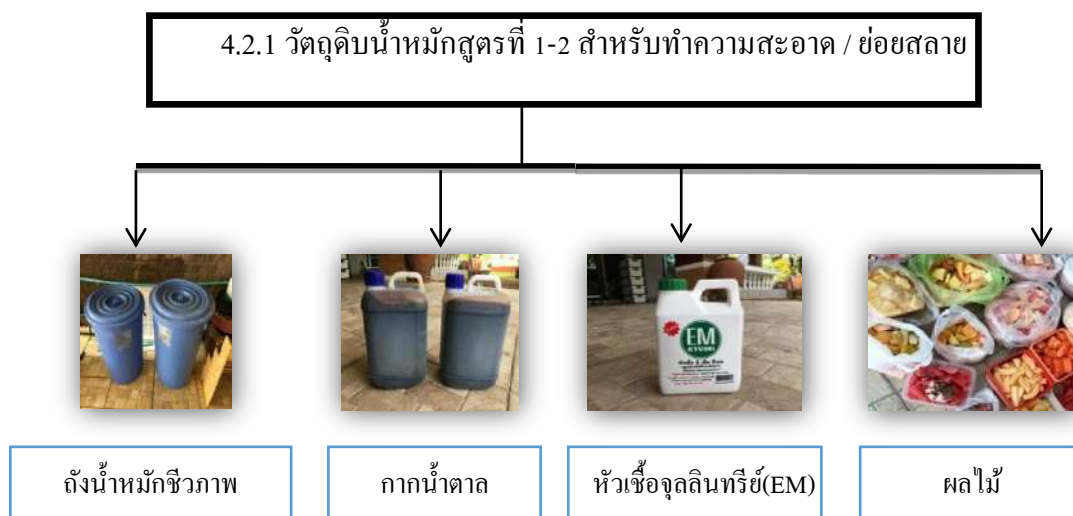 4.2.1 วัตถุดิบน้ำหมักสูตรที่ 1-2 สำหรับทำความสะอาด / ย่อยสลาย
EM
KYUSEI
ถังน้ำหมักชีวภาพ
กากน้ำตาล
หัวเชื้อจุลลินทรีย์(EM)
ผลไม้